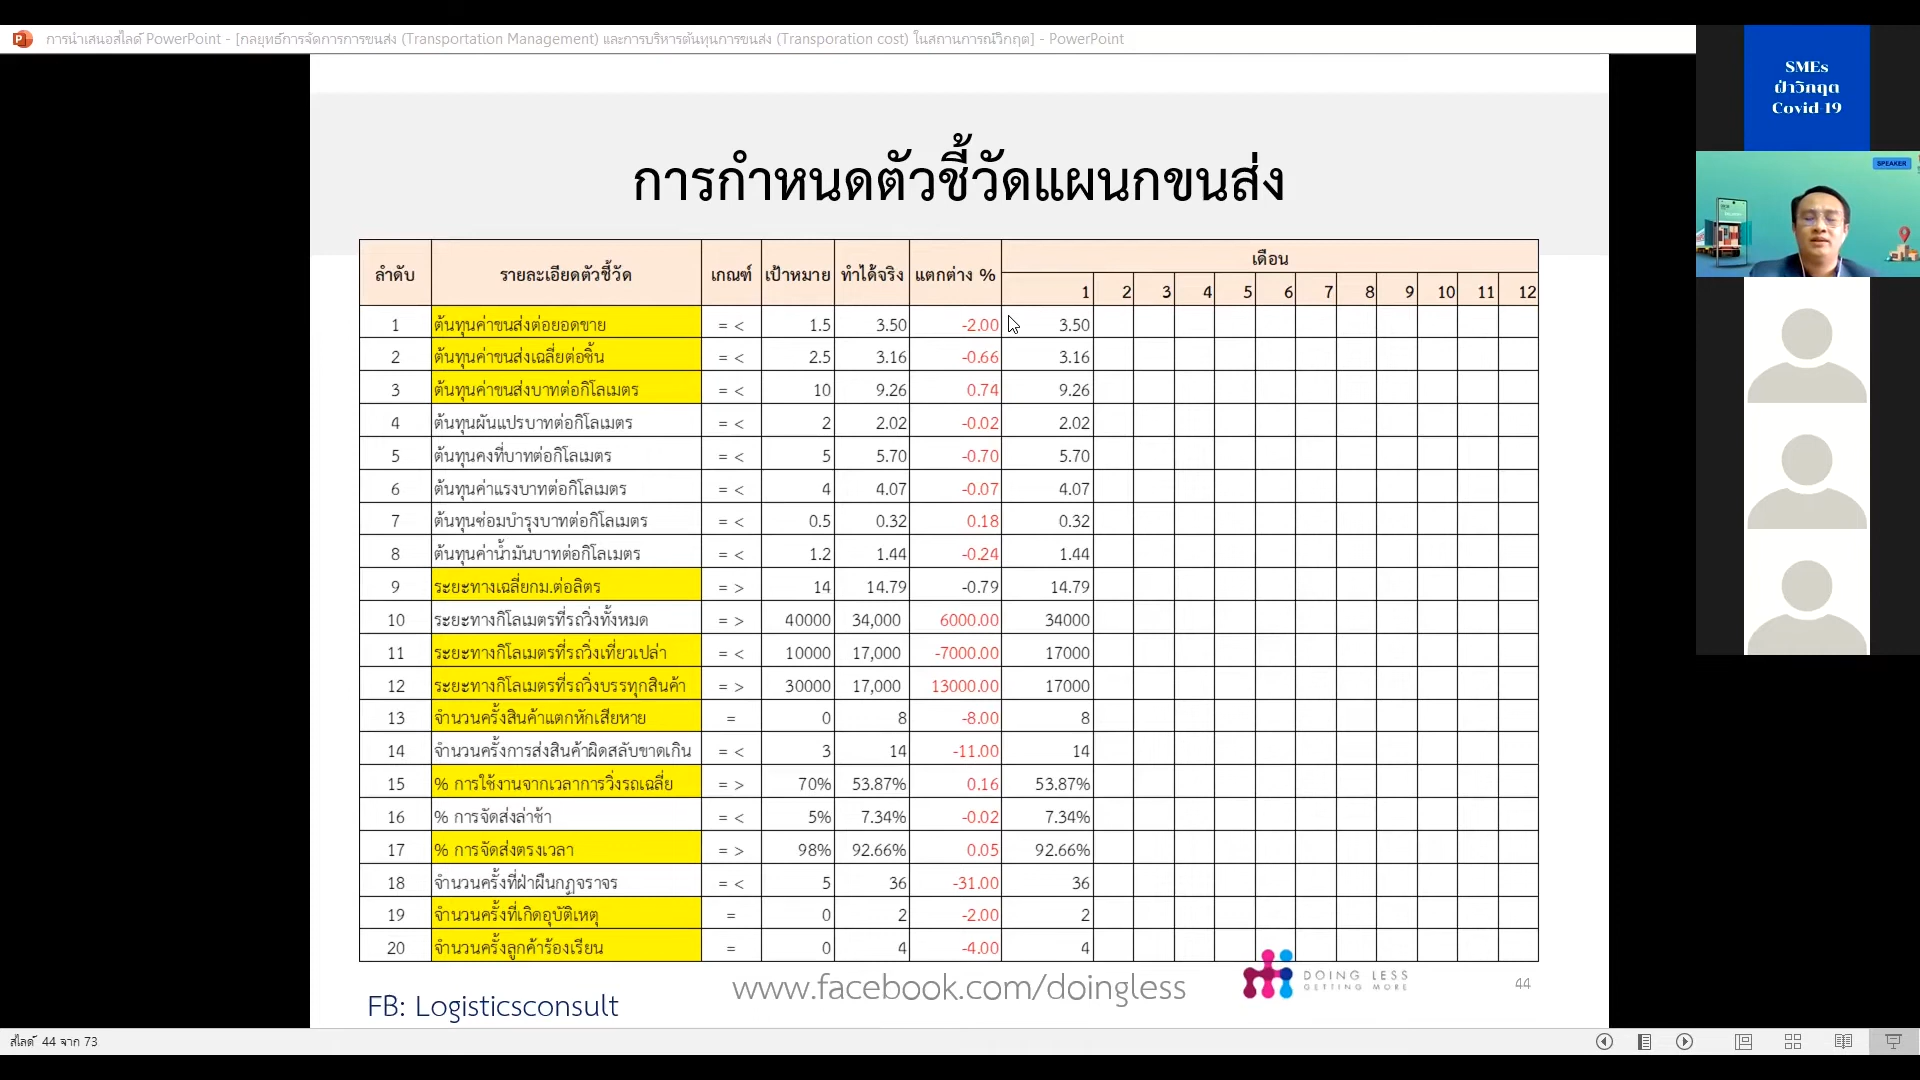 การนำเสนอสไลด์ PowerPoint - [กลยุทธ์การจัดการการขนส่ง (Transportation Management) และการบริหารต้นทุนการขนส่ง (Transporation cost) ในสถานการณ์วิกฤต] - PowerPoint
SMEs
ฝ่าวิกฤต
Covid-19
SPEAKER
การกำหนดตัวชี้วัดแผนกขนส่ง
ลำดับ รายละเอียดตัวชี้วัด เกณฑ์ เป้าหมาย ทำได้จริง แตกต่าง % เดือน
1 2 3 4 5 6 7 8 9 10 11 12
1 ต้นทุนค่าขนส่งต่อยอดขาย = < 1.5 3.50 -2.00 3.50
2 ต้นทุนค่าขนส่งเฉลี่ยต่อชิ้น = < 2.5 3.16 -0.66 3.16
3 ต้นทุนค่าขนส่งบาทต่อกิโลเมตร = < 10 9.26 0.74 9.26
4 ต้นทุนผันแปรบาทต่อกิโลเมตร = < 2 2.02 -0.02 2.02
5 ต้นทุนคงที่บาทต่อกิโลเมตร = < 5 5.70 -0.70 5.70
6 ต้นทุนค่าแรงบาทต่อกิโลเมตร = < 4 4.07 -0.07 4.07
7 ต้นทุนซ่อมบำรุงบาทต่อกิโลเมตร = < 0.5 0.32 0.18 0.32
8 ต้นทุนค่าน้ำมันบาทต่อกิโลเมตร = < 1.2 1.44 -0.24 1.44
9 ระยะทางเฉลี่ยกม.ต่อลิตร = > 14 14.79 -0.79 14.79
10 ระยะทางกิโลเมตรที่รถวิ่งทั้งหมด = > 40000 34,000 6000.00 34000
11 ระยะทางกิโลเมตรที่รถวิ่งเที่ยวเปล่า = < 10000 17,000 -7000.00 17000
12 ระยะทางกิโลเมตรที่รถวิ่งบรรทุกสินค้า = > 30000 17,000 13000.00 17000
13 จำนวนครั้งสินค้าแตกหักเสียหาย = 0 8 -8.00 8
14 จำนวนครั้งการส่งสินค้าผิดสลับขาดเกิน = < 3 14 -11.00 14
15 % การใช้งานจากเวลาการวิ่งรถเฉลี่ย = > 70% 53.87% 0.16 53.87%
16 % การจัดส่งล่าช้า = < 5% 7.34% -0.02 7.34%
17 % การจัดส่งตรงเวลา = > 98% 92.66% 0.05 92.66%
18 จำนวนครั้งที่ฝ่าฝืนกฎจราจร = < 5 36 -31.00 36
19 จำนวนครั้งที่เกิดอุบัติเหตุ = 0 2 -2.00 2
20 จำนวนครั้งลูกค้าร้องเรียน = 0 4 -4.00 4
FB: Logisticsconsult
www.facebook.com/doingless
DOING LESS
GETTING MORE
44
สไลด์ 44 จาก 73